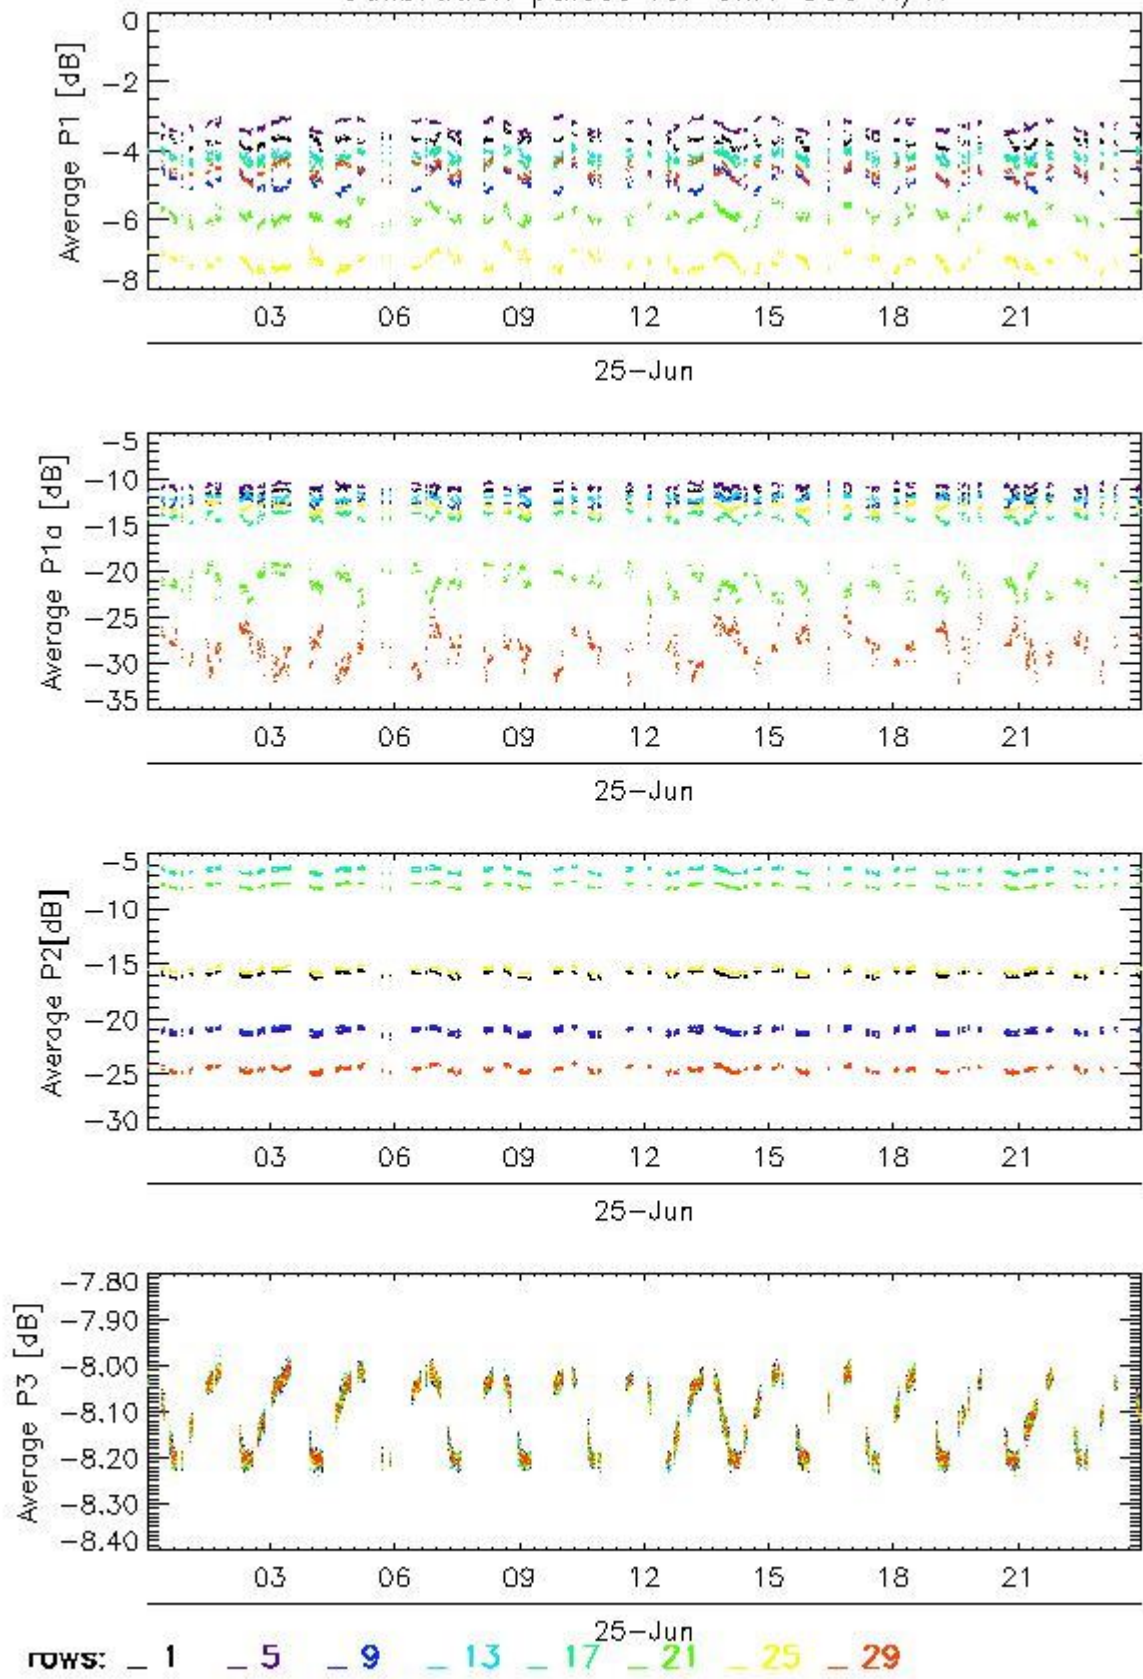 0
-2
-4
-6
-8
Average P1 [dB]
03 06 09 12 15 18 21
25-Jun
-5
-10
-15
-20
-25
-30
-35
Average P1a [dB]
03 06 09 12 15 18 21
25-Jun
-5
-10
-15
-20
-25
-30
Average P2[dB]
03 06 09 12 15 18 21
25-Jun
-7.80
-7.90
-8.00
-8.10
-8.20
-8.30
-8.40
Average P3 [dB]
03 06 09 12 15 18 21
25-Jun
rows: _ 1 _ 5 _ 9 _ 13 _ 17 _ 21 _ 25 _ 29